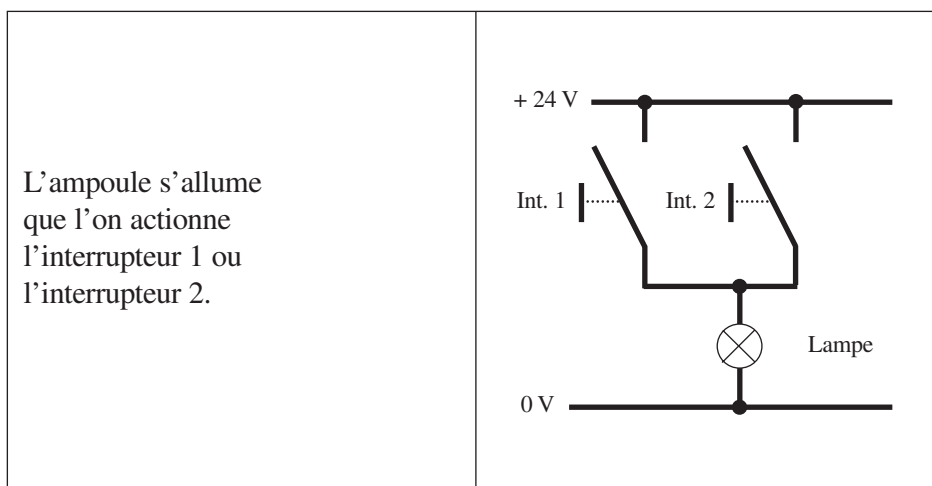 L’ampoule s’allume
que l’on actionne
l’interrupteur 1 ou
l’interrupteur 2.
+ 24 V
Int. 1
Int. 2
Lampe
0 V